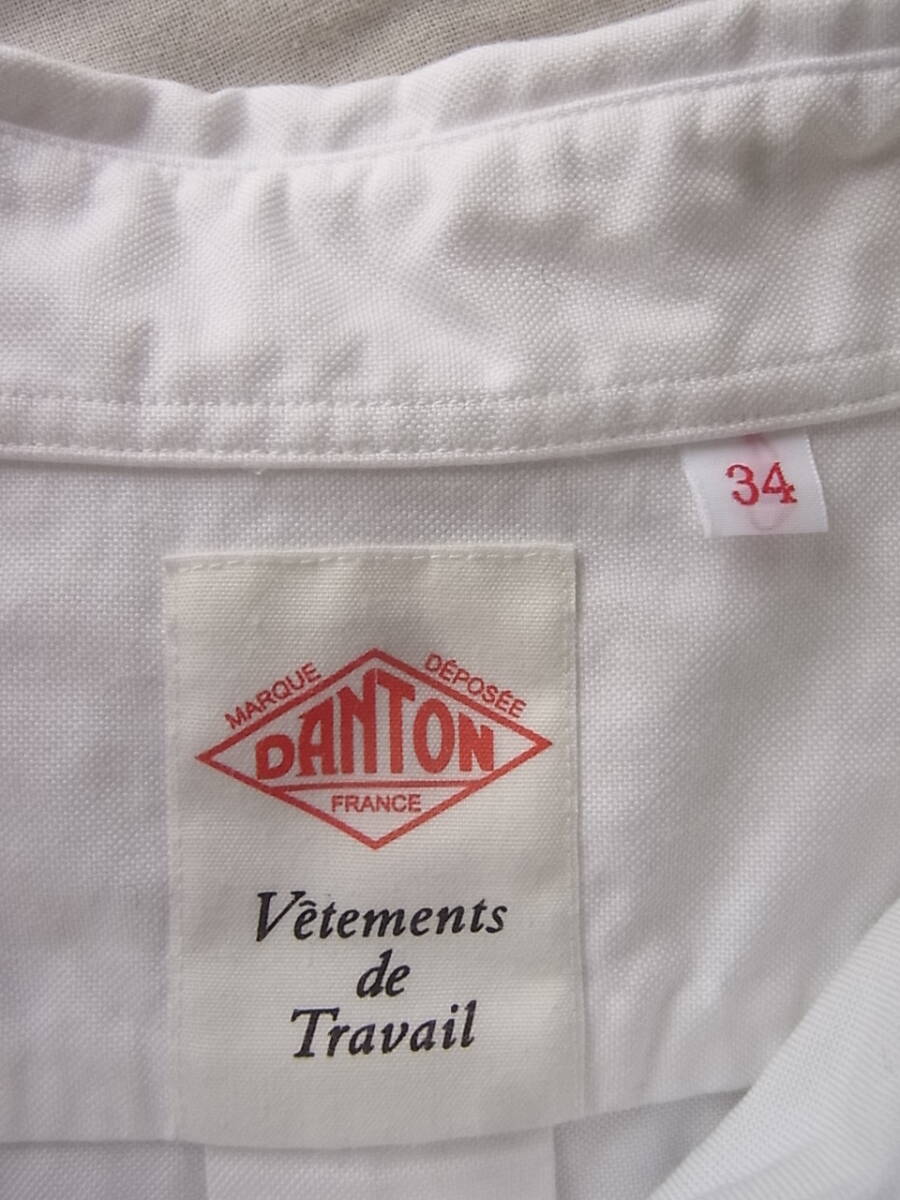 34
MARQUE DÉPOSÉE
DANTON
FRANCE
Vêtements
de
Travail